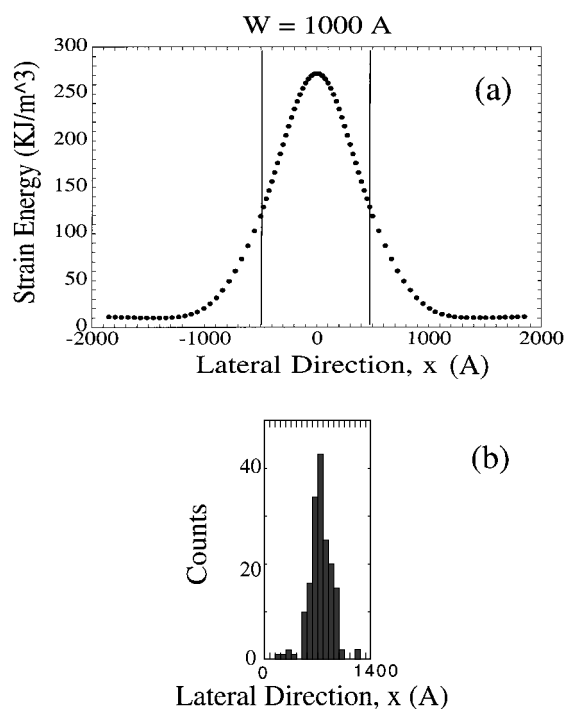 W = 1000 A
(a)
Strain Energy (KJ/m^3)
300
250
200
150
100
50
0
-2000 -1000 0 1000 2000
Lateral Direction, x (A)
(b)
Counts
40
20
0
0 1400
Lateral Direction, x (A)